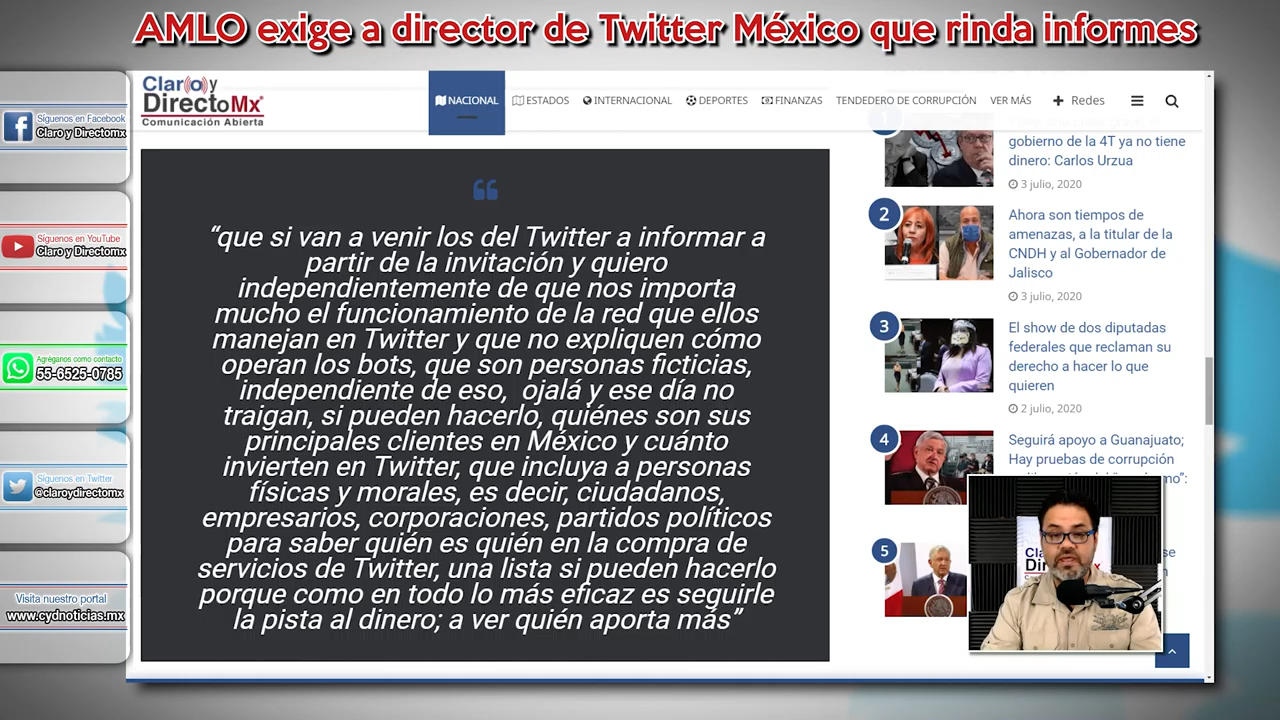 AMLO exige a director de Twitter México que rinda informes
Síguenos en Facebook
Claro y Directomx
Síguenos en YouTube
Claro y Directomx
Agréganos como contacto
55-6525-0785
Síguenos en Twitter
@claroydirectomx
Visita nuestro portal
www.cydnoticias.mx
Claro y
DirectoMx
Comunicación Abierta
NACIONAL
ESTADOS
INTERNACIONAL
DEPORTES
FINANZAS
TENDEDERO DE CORRUPCIÓN
VER MÁS
Redes
“que si van a venir los del Twitter a informar a
partir de la invitación y quiero
independientemente de que nos importa
mucho el funcionamiento de la red que ellos
manejan en Twitter y que no expliquen cómo
operan los bots, que son personas ficticias,
independiente de eso, ojalá y ese día no
traigan, si pueden hacerlo, quiénes son sus
principales clientes en México y cuánto
invierten en Twitter, que incluya a personas
físicas y morales, es decir, ciudadanos,
empresarios, corporaciones, partidos políticos
para saber quién es quién en la compra de
servicios de Twitter, una lista si pueden hacerlo
porque como en todo lo más eficaz es seguirle
la pista al dinero; a ver quién aporta más”
1
gobierno de la 4T ya no tiene
dinero: Carlos Urzua
3 julio, 2020
2
Ahora son tiempos de
amenazas, a la titular de la
CNDH y al Gobernador de
Jalisco
3 julio, 2020
3
El show de dos diputadas
federales que reclaman su
derecho a hacer lo que
quieren
2 julio, 2020
4
Seguirá apoyo a Guanajuato;
Hay pruebas de corrupción
5